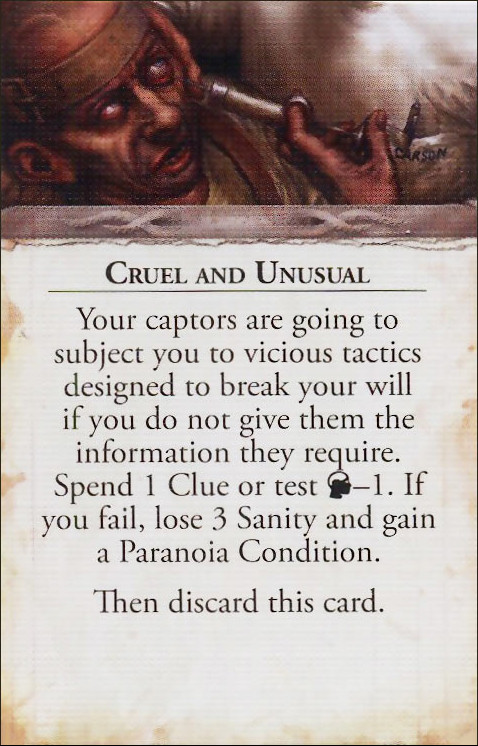 CARSON
CRUEL AND UNUSUAL
Your captors are going to
subject you to vicious tactics
designed to break your will
if you do not give them the
information they require.
Spend 1 Clue or test –1. If
you fail, lose 3 Sanity and gain
a Paranoia Condition.
Then discard this card.